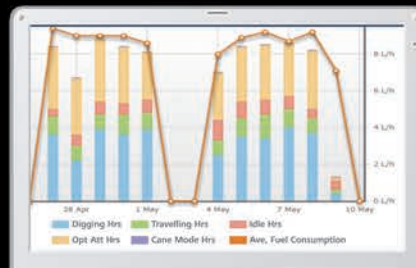 8 L/h
6 L/h
4 L/h
2 L/h
0 L/h
28 Apr 1 May 4 May 7 May 10 May
Digging Hrs Travelling Hrs Idle Hrs
Opt Att Hrs Cane Mode Hrs Ave, Fuel Consumption